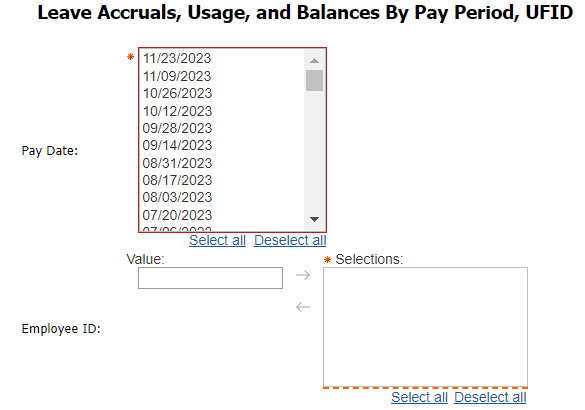 Leave Accruals, Usage, and Balances By Pay Period, UFID
* 11/23/2023
11/09/2023
10/26/2023
10/12/2023
09/28/2023
09/14/2023
Pay Date:
08/31/2023
08/17/2023
08/03/2023
07/20/2023
Select all Deselect all
Value:
* Selections:
Employee ID:
Select all Deselect all